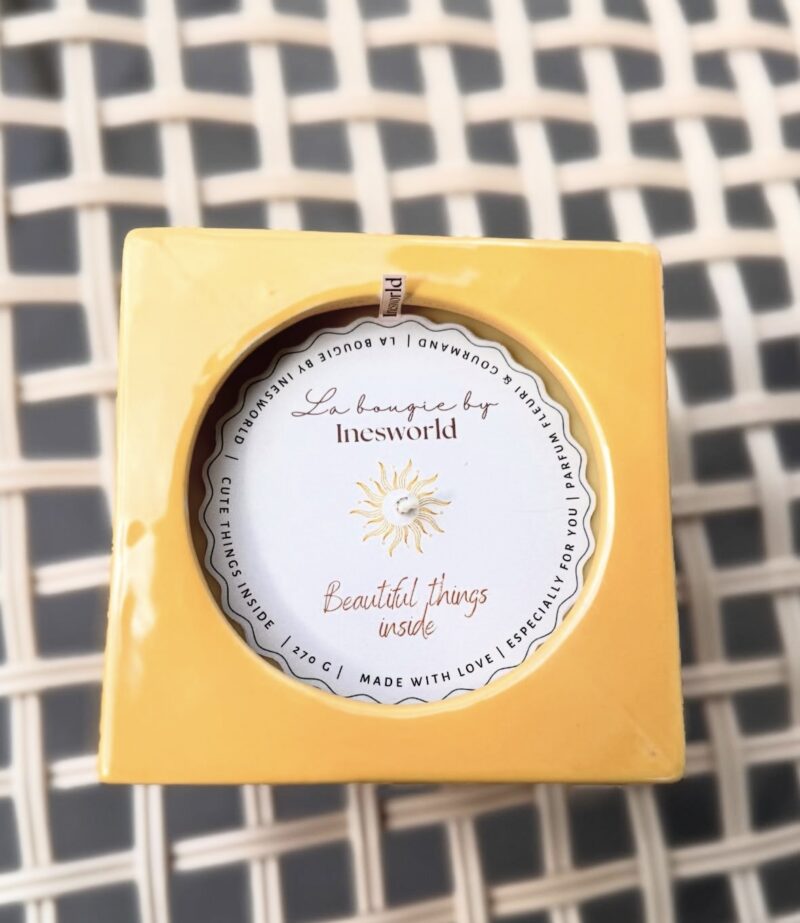 Inesworld
La bougie by
Inesworld
Beautiful things
inside
LA BOUGIE BY INESWORLD | PARFUM FLEURI & GOURMAND | ESPECIALLY FOR YOU | MADE WITH LOVE | 270 G | CUTE THINGS INSIDE |